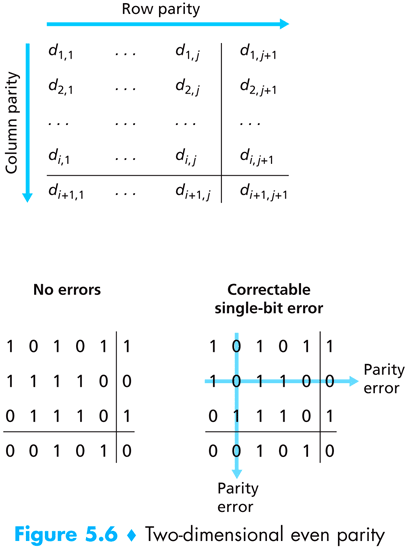 Row parity
Column parity
d1,1 . . . d1,j d1,j+1
d2,1 . . . d2,j d2,j+1
. . . . . . . . . . . .
di,1 . . . di,j di,j+1
di+1,1 . . . di+1,j di+1,j+1
No errors
1 0 1 0 1 1
1 1 1 1 0 0
0 1 1 1 0 1
0 0 1 0 1 0
Correctable
single-bit error
1 0 1 0 1 1
1 0 1 1 0 0
0 1 1 1 0 1
0 0 1 0 1 0
Parity
error
Parity
error
Figure 5.6 ♦ Two-dimensional even parity